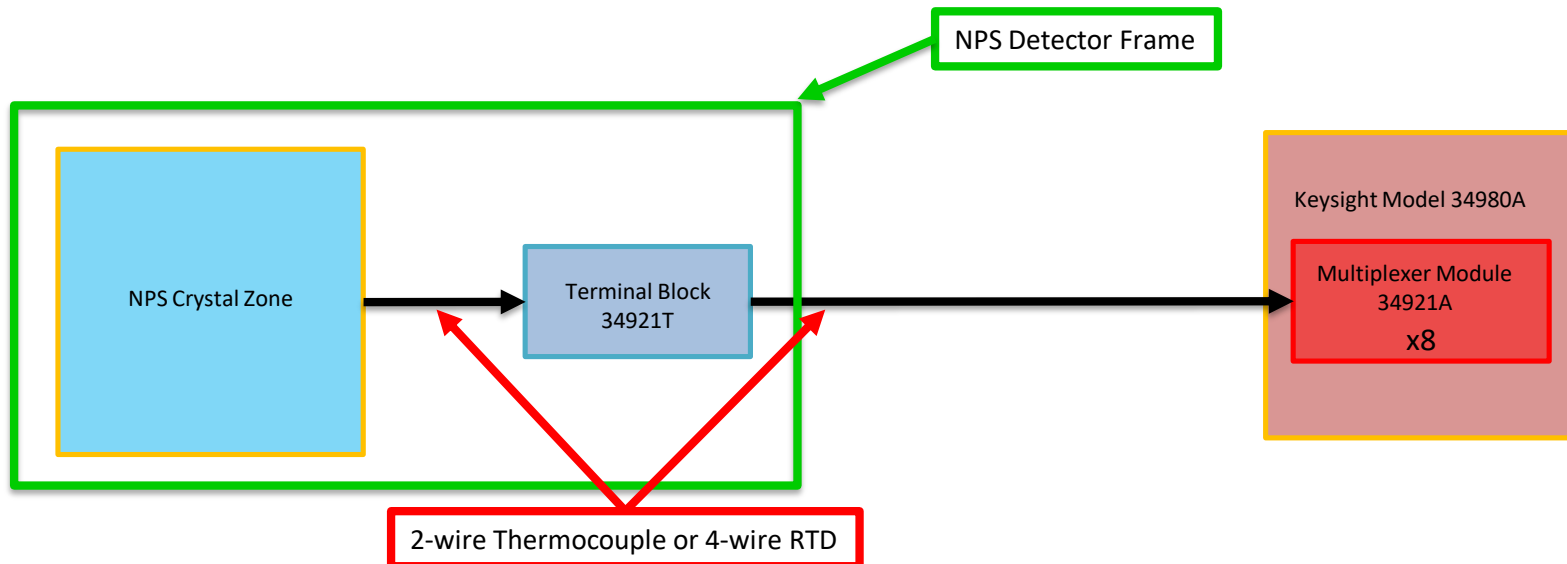 NPS Detector Frame
Keysight Model 34980A
NPS Crystal Zone
Terminal Block
34921T
Multiplexer Module
34921A
x8
2-wire Thermocouple or 4-wire RTD